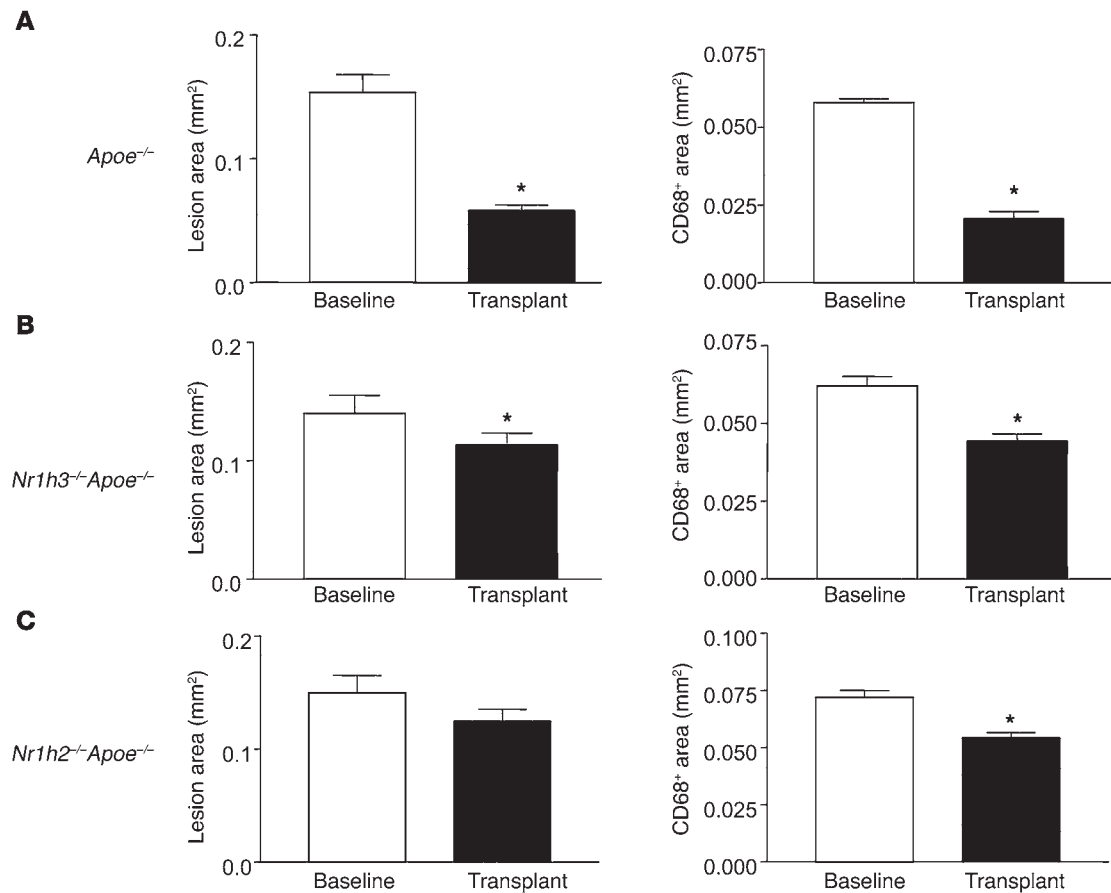 A
Apoe⁻/⁻
Lesion area (mm²)
0.2
0.1
0.0
*
Baseline Transplant
CD68⁺ area (mm²)
0.075
0.050
0.025
0.000
*
Baseline Transplant
B
Nr1h3⁻/⁻Apoe⁻/⁻
Lesion area (mm²)
0.2
0.1
0.0
*
Baseline Transplant
CD68⁺ area (mm²)
0.075
0.050
0.025
0.000
*
Baseline Transplant
C
Nr1h2⁻/⁻Apoe⁻/⁻
Lesion area (mm²)
0.2
0.1
0.0
Baseline Transplant
CD68⁺ area (mm²)
0.100
0.075
0.050
0.025
0.000
*
Baseline Transplant